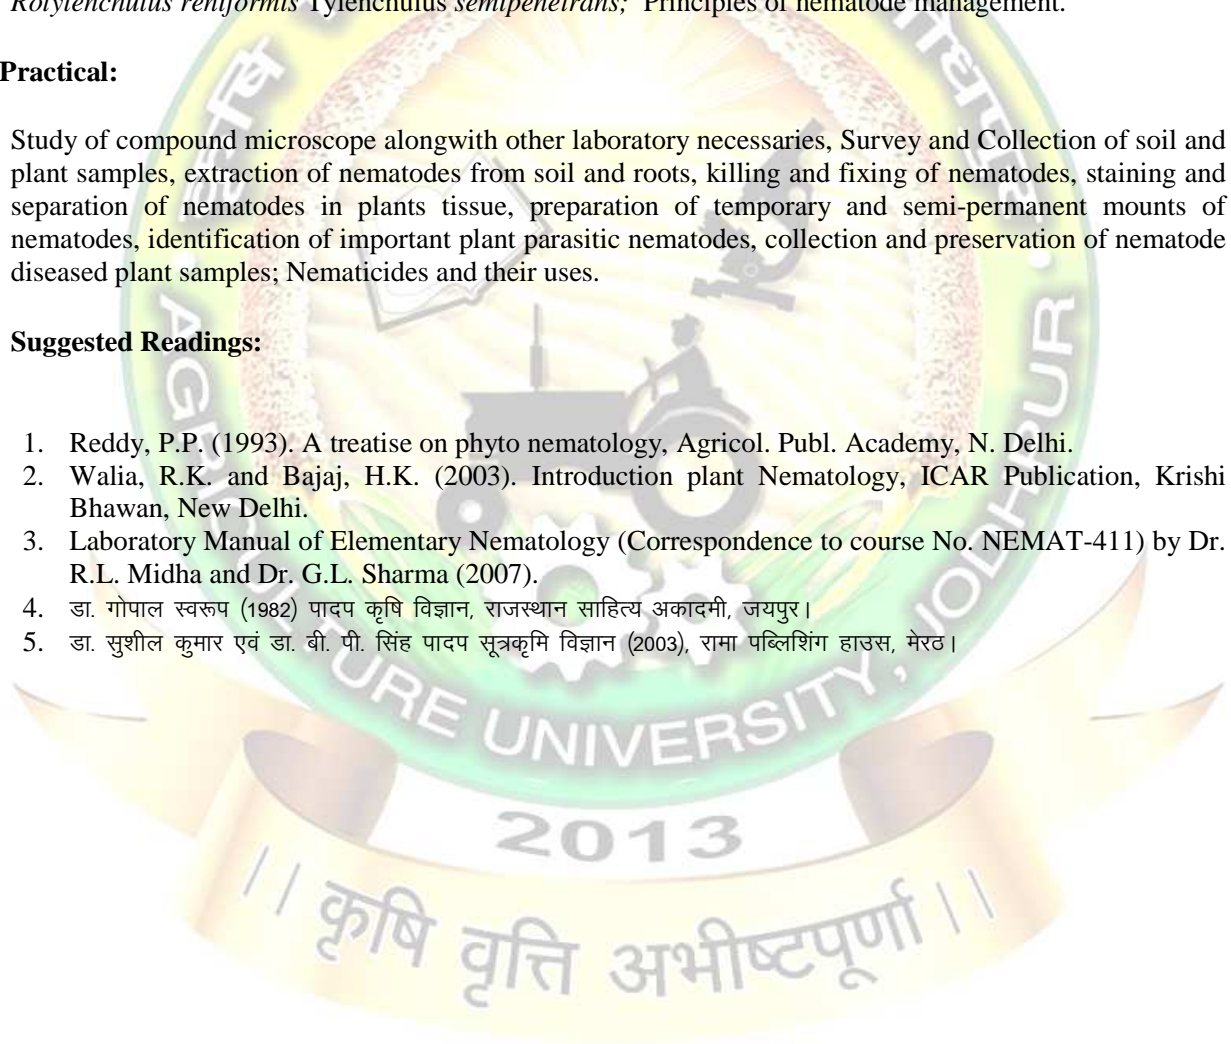 Rotylenchulus reniformis Tylenchulus semipenetrans; Principles of nematode management.
Practical:
Study of compound microscope alongwith other laboratory necessaries, Survey and Collection of soil and
plant samples, extraction of nematodes from soil and roots, killing and fixing of nematodes, staining and
separation of nematodes in plants tissue, preparation of temporary and semi-permanent mounts of
nematodes, identification of important plant parasitic nematodes, collection and preservation of nematode
diseased plant samples; Nematicides and their uses.
Suggested Readings:
1. Reddy, P.P. (1993). A treatise on phyto nematology, Agricol. Publ. Academy, N. Delhi.
2. Walia, R.K. and Bajaj, H.K. (2003). Introduction plant Nematology, ICAR Publication, Krishi
Bhawan, New Delhi.
3. Laboratory Manual of Elementary Nematology (Correspondence to course No. NEMAT-411) by Dr.
R.L. Midha and Dr. G.L. Sharma (2007).
4. डा. गोपाल स्वरूप (1982) पादप कृषि विज्ञान, राजस्थान साहित्य अकादमी, जयपुर।
5. डा. सुशील कुमार एवं डा. बी. पी. सिंह पादप सूत्रकृमि विज्ञान (2003), रामा पब्लिशिंग हाउस, मेरठ।
AGRICULTURE UNIVERSITY, JODHPUR
2013
|| कृषि वृत्ति अभीष्टपूर्णा ||